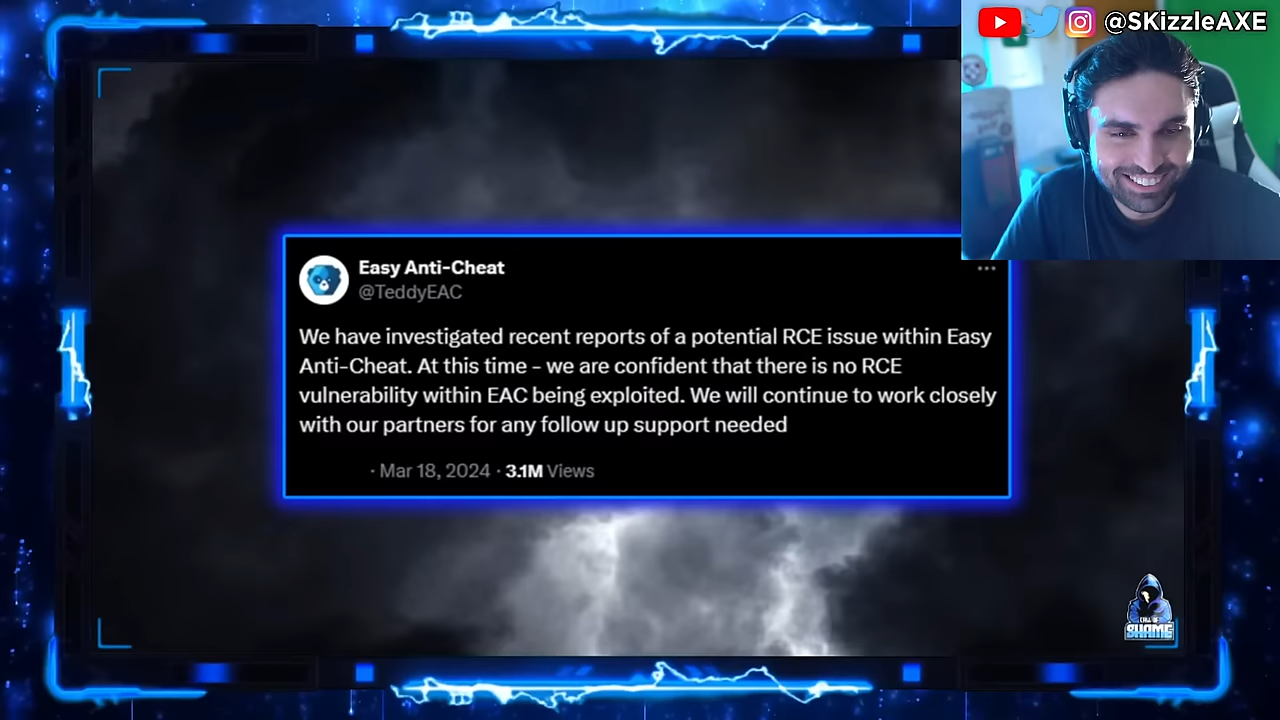 @SKizzleAXE
Easy Anti-Cheat
@TeddyEAC
We have investigated recent reports of a potential RCE issue within Easy
Anti-Cheat. At this time - we are confident that there is no RCE
vulnerability within EAC being exploited. We will continue to work closely
with our partners for any follow up support needed
· Mar 18, 2024 · 3.1M Views
CALL OF
SHAME